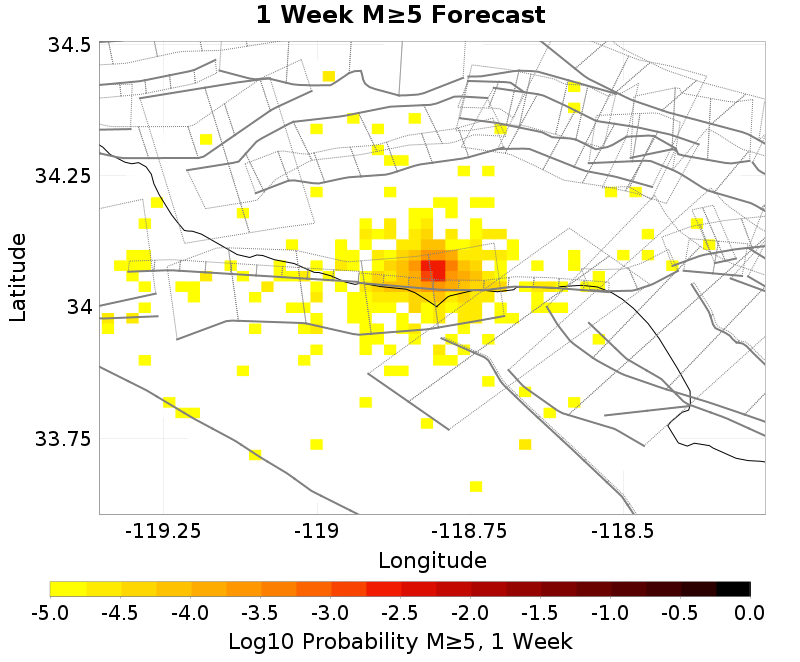 1 Week M≥5 Forecast
34.5
34.25
34
33.75
Latitude
-119.25 -119 -118.75 -118.5
Longitude
-5.0 -4.5 -4.0 -3.5 -3.0 -2.5 -2.0 -1.5 -1.0 -0.5 0.0
Log10 Probability M≥5, 1 Week